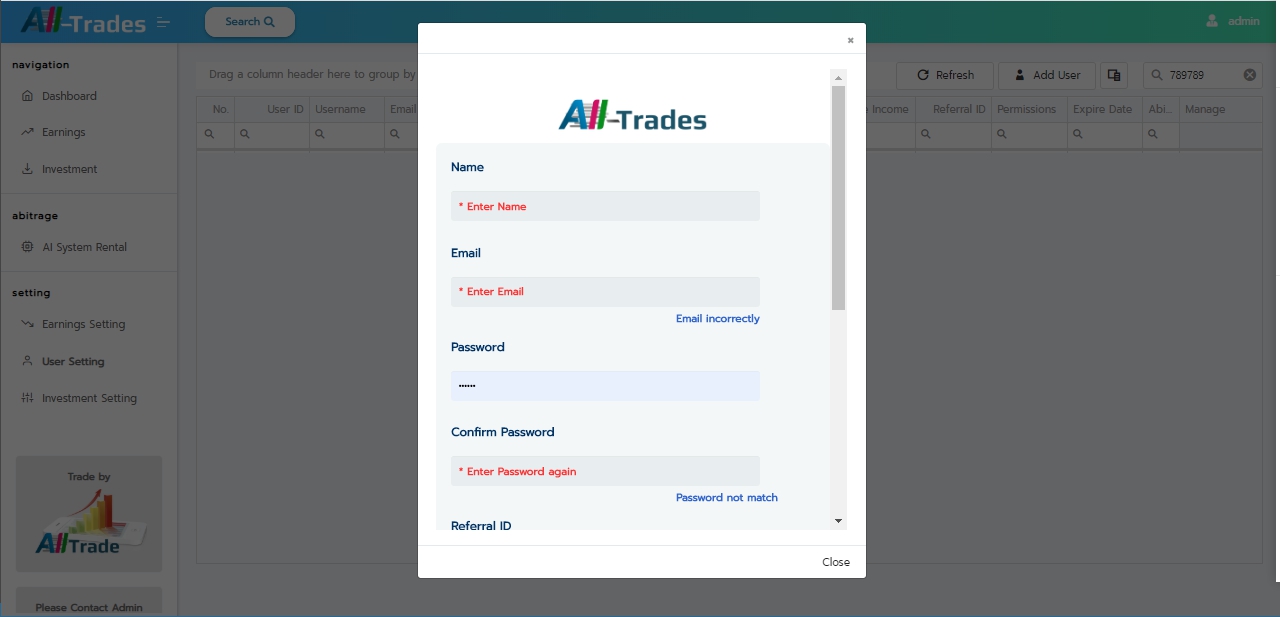 All-Trades
Search
admin
navigation
Dashboard
Earnings
Investment
abitrage
AI System Rental
setting
Earnings Setting
User Setting
Investment Setting
Trade by
All Trade
Please Contact Admin
Drag a column header here to group by
Refresh
Add User
789789
No. User ID Username Email
Income Referral ID Permissions Expire Date Abi... Manage
×
All-Trades
Name
* Enter Name
Email
* Enter Email
Email incorrectly
Password
••••••
Confirm Password
* Enter Password again
Password not match
Referral ID
Close